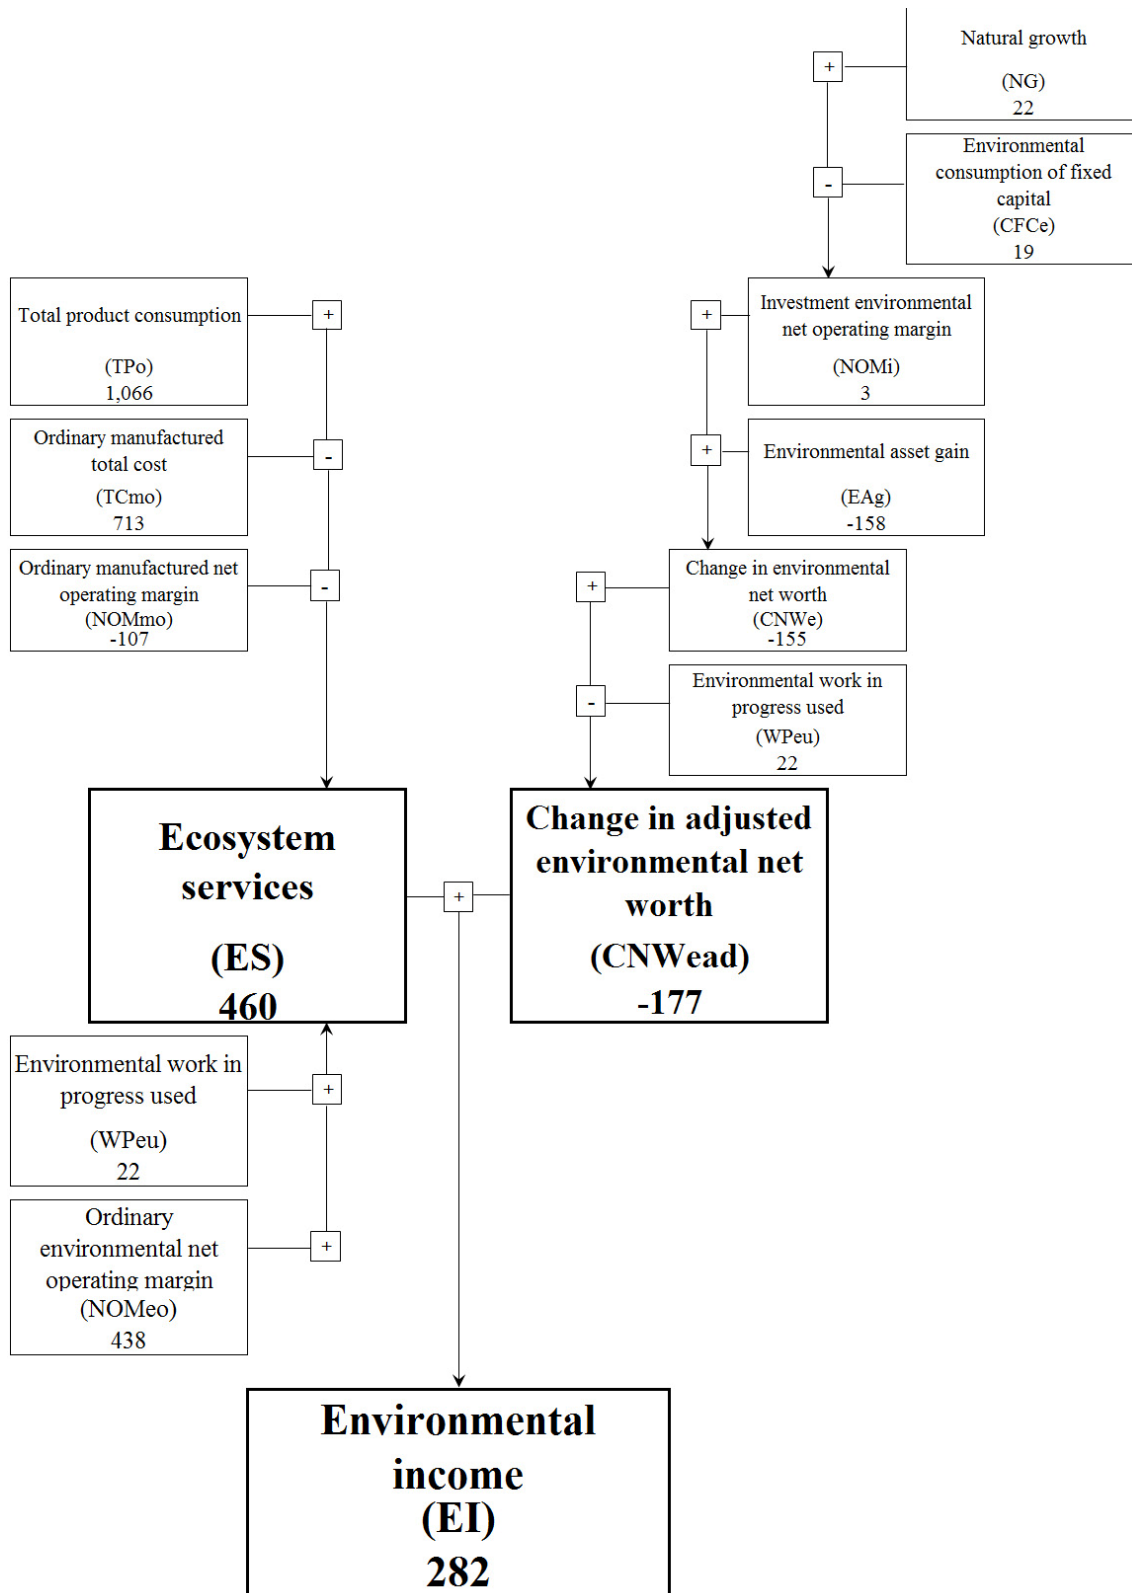 Natural growth
(NG)
22
+
Environmental
consumption of fixed
capital
(CFCe)
19
-
Total product consumption
(TPo)
1,066
+
Investment environmental
net operating margin
(NOMi)
3
+
Ordinary manufactured
total cost
(TCmo)
713
-
Environmental asset gain
(EAg)
-158
+
Ordinary manufactured net
operating margin
(NOMmo)
-107
-
Change in environmental
net worth
(CNWe)
-155
+
Environmental work in
progress used
(WPeu)
22
-
Ecosystem
services
(ES)
460
+
Change in adjusted
environmental net
worth
(CNWead)
-177
Environmental work in
progress used
(WPeu)
22
+
Ordinary
environmental net
operating margin
(NOMeo)
438
+
Environmental
income
(EI)
282